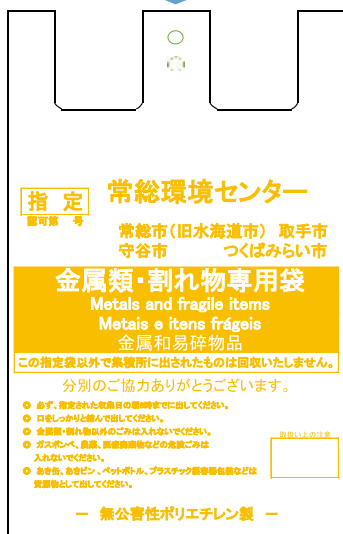 常総環境センター
指 定
認可第　号
常総市(旧水海道市)　取手市
守谷市　つくばみらい市
金属類・割れ物専用袋
Metals and fragile items
Metais e itens frágeis
金属和易碎物品
この指定袋以外で集積所に出されたものは回収いたしません。
分別のご協力ありがとうございます。
◎ 必ず、指定された収集日の朝8時までに出してください。
◎ 口をしっかりと結んで出してください。
◎ 金属類・割れ物以外のごみは入れないでください。
◎ ガスボンベ、農薬、医療廃棄物などの危険ごみは
入れないでください。
◎ あき缶、あきビン、ペットボトル、プラスチック製容器包装などは
資源物として出してください。
取扱い上の注意
― 無公害性ポリエチレン製 ―